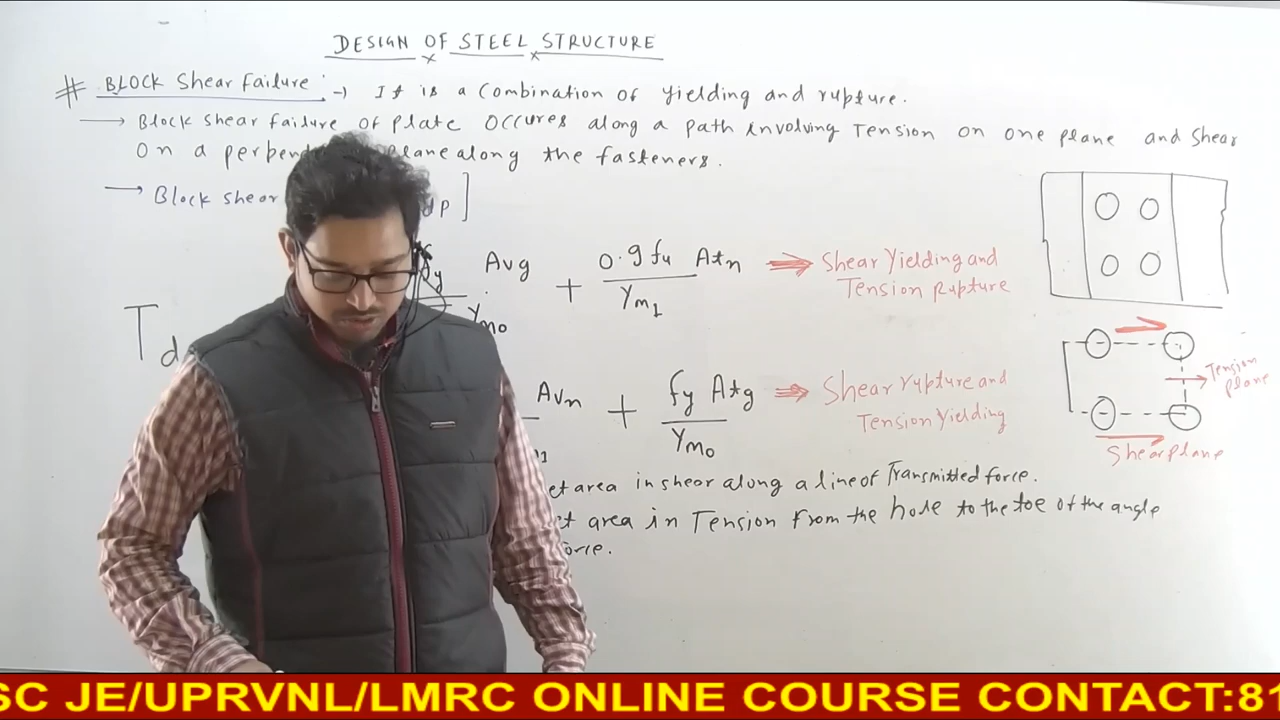 DESIGN OF STEEL STRUCTURE
# BLOCK Shear Failure :-) It is a Combination of yielding and rupture.
→ Block shear failure of plate occures along a path involving Tension on one plane and shear
On a along the fasteners.
→ Block shear
fy Avg / γm0 + 0.9 fu Atn / γm1 ⇒ Shear Yielding and
Tension Rupture
Td
Avn + fy Atg / γm0 ⇒ Shear rupture and
Tension Yielding
Tension
plane
Shear plane
area in shear along a line of Transmitted force.
area in Tension from the hole to the toe of the angle
SC JE/UPRVNL/LMRC ONLINE COURSE CONTACT:81